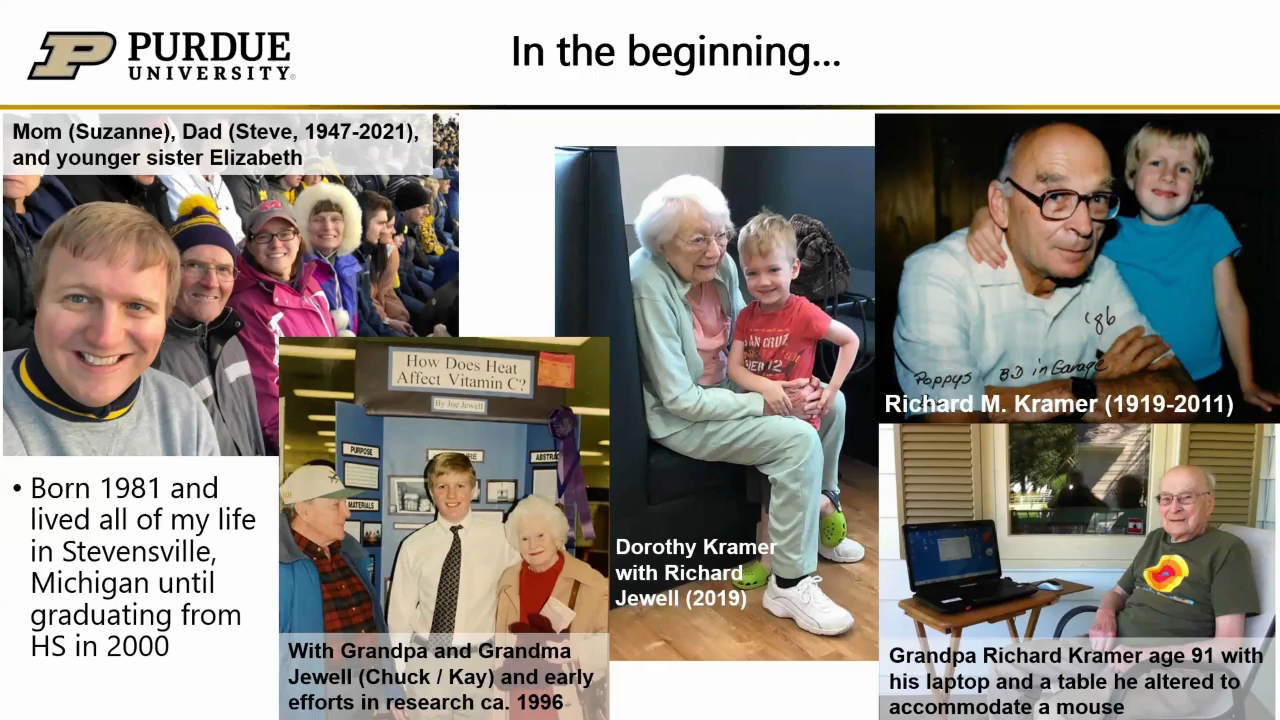 PURDUE
UNIVERSITY®
In the beginning...
Mom (Suzanne), Dad (Steve, 1947-2021),
and younger sister Elizabeth
• Born 1981 and
lived all of my life
in Stevensville,
Michigan until
graduating from
HS in 2000
How Does Heat
Affect Vitamin C?
By Joe Jewell
PURPOSE
MATERIALS
With Grandpa and Grandma
Jewell (Chuck / Kay) and early
efforts in research ca. 1996
PIER 12
Dorothy Kramer
with Richard
Jewell (2019)
'86
Poppys BD in Garage
Richard M. Kramer (1919-2011)
Grandpa Richard Kramer age 91 with
his laptop and a table he altered to
accommodate a mouse